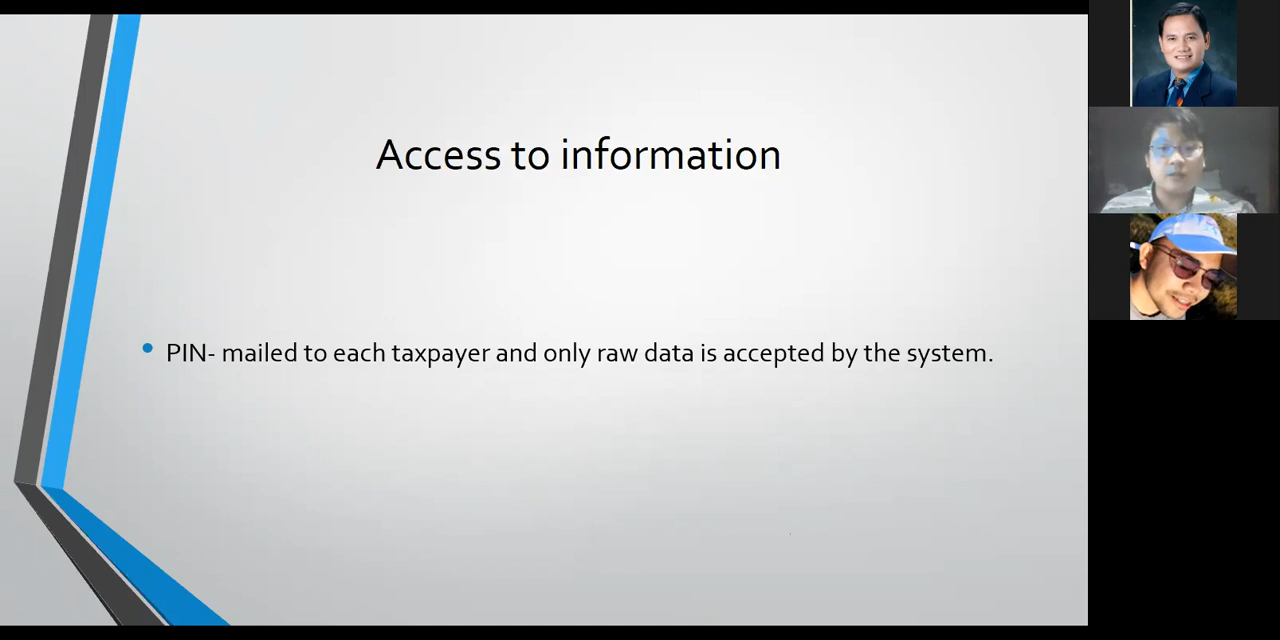 Access to information
PIN- mailed to each taxpayer and only raw data is accepted by the system.